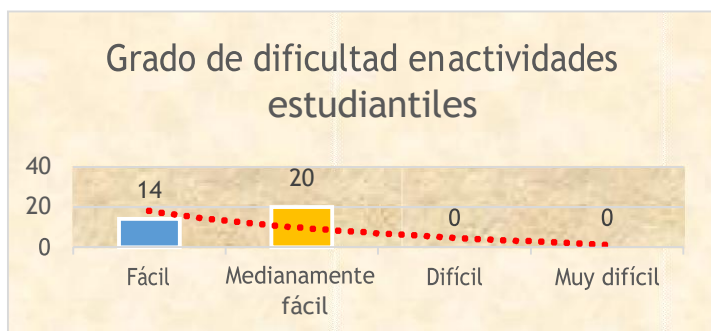 Grado de dificultad enactividades
estudiantiles
40
20
0
14
20
0
0
Fácil
Medianamente
fácil
Difícil
Muy difícil